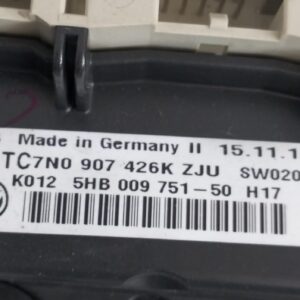 Made in Germany II 15.11.1
TC7N0 907 426K ZJU SW020
K012 5HB 009 751-50 H17